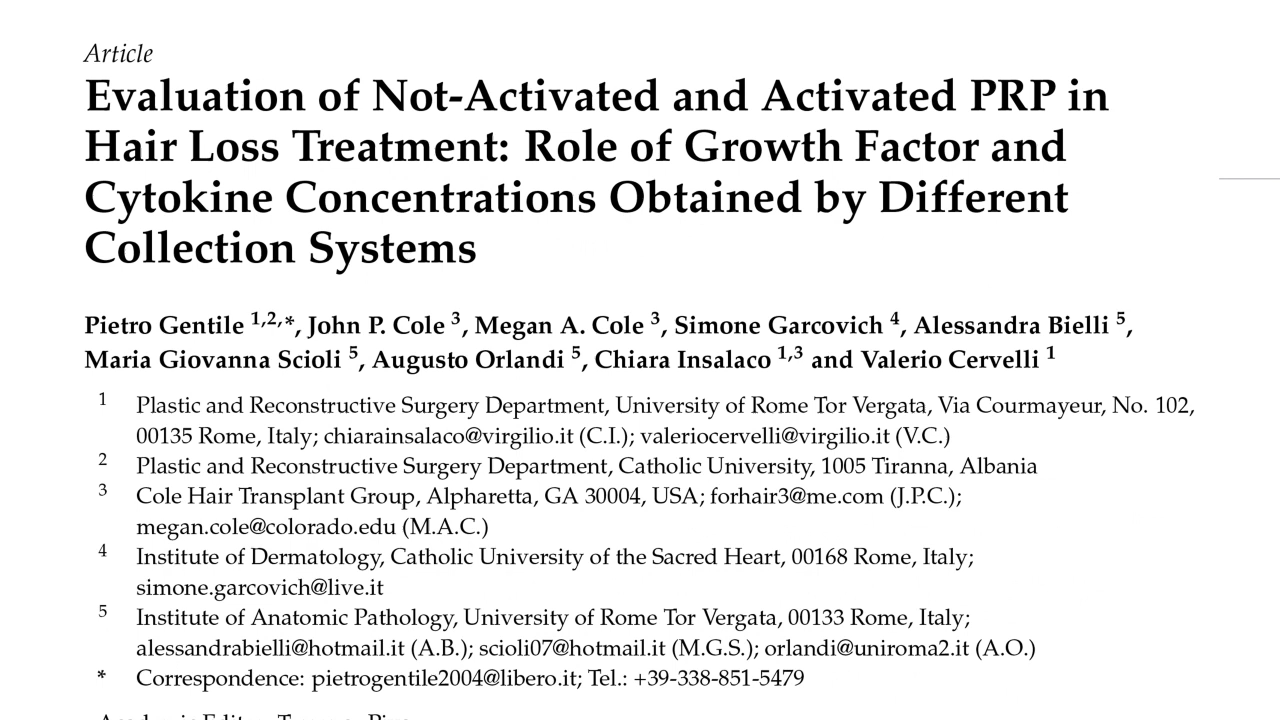 Article
Evaluation of Not-Activated and Activated PRP in
Hair Loss Treatment: Role of Growth Factor and
Cytokine Concentrations Obtained by Different
Collection Systems
Pietro Gentile 1,2,*, John P. Cole 3, Megan A. Cole 3, Simone Garcovich 4, Alessandra Bielli 5,
Maria Giovanna Scioli 5, Augusto Orlandi 5, Chiara Insalaco 1,3 and Valerio Cervelli 1
1 Plastic and Reconstructive Surgery Department, University of Rome Tor Vergata, Via Courmayeur, No. 102,
00135 Rome, Italy; chiarainsalaco@virgilio.it (C.I.); valeriocervelli@virgilio.it (V.C.)
2 Plastic and Reconstructive Surgery Department, Catholic University, 1005 Tiranna, Albania
3 Cole Hair Transplant Group, Alpharetta, GA 30004, USA; forhair3@me.com (J.P.C.);
megan.cole@colorado.edu (M.A.C.)
4 Institute of Dermatology, Catholic University of the Sacred Heart, 00168 Rome, Italy;
simone.garcovich@live.it
5 Institute of Anatomic Pathology, University of Rome Tor Vergata, 00133 Rome, Italy;
alessandrabielli@hotmail.it (A.B.); scioli07@hotmail.it (M.G.S.); orlandi@uniroma2.it (A.O.)
* Correspondence: pietrogentile2004@libero.it; Tel.: +39-338-851-5479